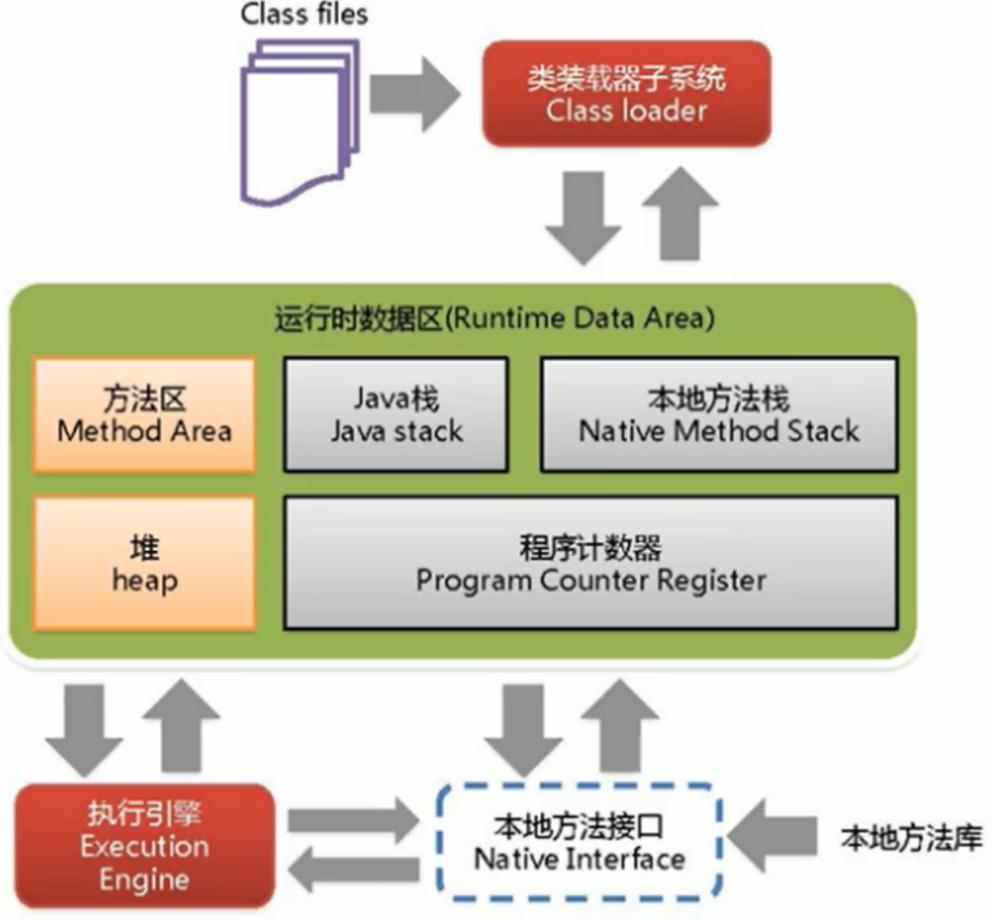 Class files
类装载器子系统
Class loader
运行时数据区(Runtime Data Area)
方法区
Method Area
Java栈
Java stack
本地方法栈
Native Method Stack
堆
heap
程序计数器
Program Counter Register
执行引擎
Execution
Engine
本地方法接口
Native Interface
本地方法库